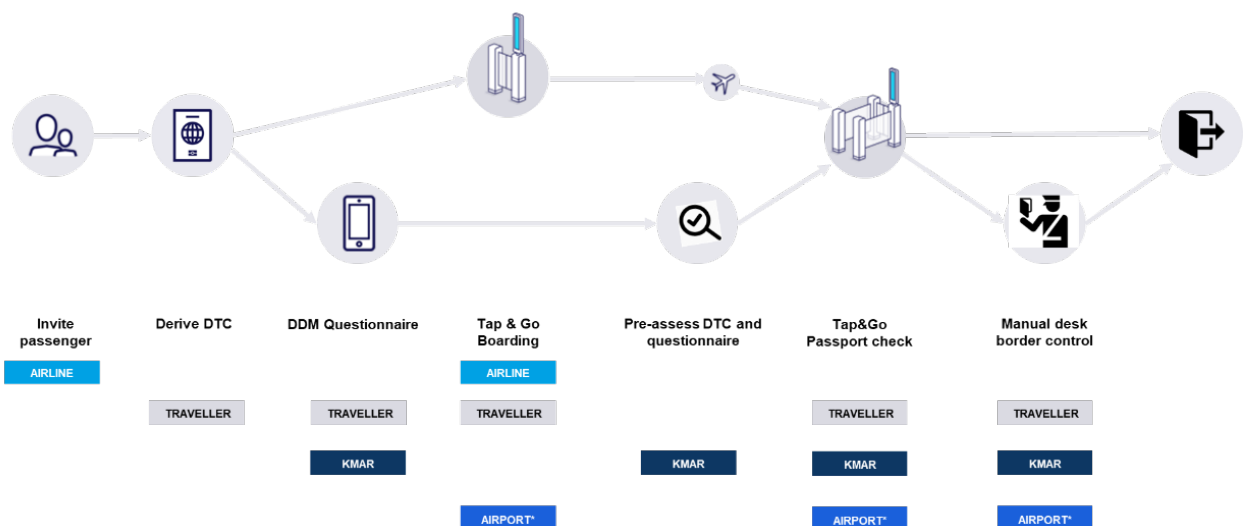 Invite
passenger
Derive DTC
DDM Questionnaire
Tap & Go
Boarding
Pre-assess DTC and
questionnaire
Tap&Go
Passport check
Manual desk
border control
AIRLINE
AIRLINE
TRAVELLER
TRAVELLER
TRAVELLER
TRAVELLER
TRAVELLER
KMAR
KMAR
KMAR
KMAR
AIRPORT*
AIRPORT*
AIRPORT*